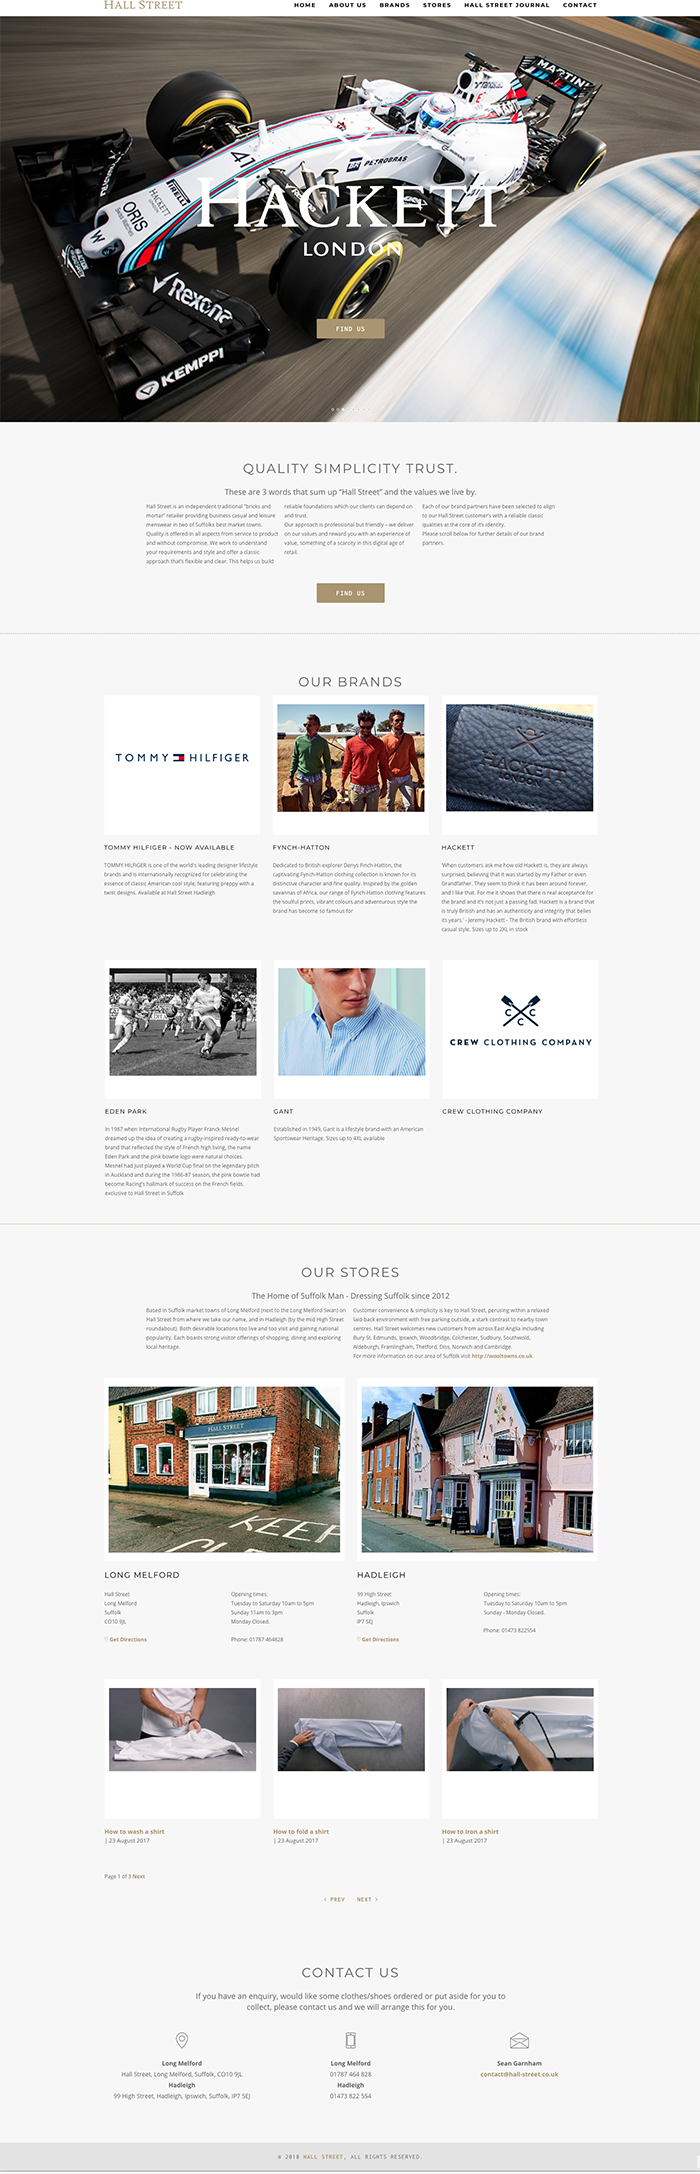 HALL STREET
HOME ABOUT US BRANDS STORES HALL STREET JOURNAL CONTACT
MARTINI
41
BR PETROBRAS
PIRELLI
HACKETT
LONDON
ORIS
HACKETT
LONDON
Rexona
KEMPPI
FIND US
QUALITY SIMPLICITY TRUST.
These are 3 words that sum up “Hall Street” and the values we live by.
Hall Street is an independent traditional “bricks and
mortar” retailer providing business casual and leisure
menswear in two of Suffolks best market towns.
Quality is offered in all aspects from service to product
and without compromise. We work to understand
your requirements and style and offer a classic
approach that’s flexible and clear. This helps us build
reliable foundations which our clients can depend on
and trust.
Our approach is professional but friendly – we deliver
on our values and reward you with an experience of
value, something of a scarcity in this digital age of
retail.
Each of our brand partners have been selected to align
to our Hall Street customer’s with a reliable classic
qualities at the core of it’s identity.
Please scroll below for further details of our brand
partners.
FIND US
OUR BRANDS
TOMMY HILFIGER
HACKETT
LONDON
TOMMY HILFIGER - NOW AVAILABLE
TOMMY HILFIGER is one of the world's leading designer lifestyle
brands and is internationally recognized for celebrating the
essence of classic American cool style, featuring preppy with a
twist designs. Available at Hall Street Hadleigh
FYNCH-HATTON
Dedicated to British explorer Denys Finch-Hatton, the
captivating Fynch-Hatton clothing collection is known for its
distinctive character and fine quality. Inspired by the golden
savannas of Africa, our range of Fynch-Hatton clothing features
the soulful prints, vibrant colours and adventurous style the
brand has become so famous for
HACKETT
'When customers ask me how old Hackett is, they are always
surprised, believing that it was started by my Father or even
Grandfather. They seem to think it has been around forever,
and I like that. For me it shows that there is real acceptance for
the brand and it's not just a passing fad. Hackett is a brand that
is truly British and has an authenticity and integrity that belies
its years.' - Jeremy Hackett - The British brand with effortless
casual style. Sizes up to 2XL in stock
C C
C
CREW CLOTHING COMPANY
EDEN PARK
In 1987 when International Rugby Player Franck Mesnel
dreamed up the idea of creating a rugby-inspired ready-to-wear
brand that reflected the style of French high living, the name
Eden Park and the pink bowtie logo were natural choices.
Mesnel had just played a World Cup final on the legendary pitch
in Auckland and during the 1986-87 season, the pink bowtie had
become Racing's hallmark of success on the French fields.
exclusive to Hall Street in Suffolk
GANT
Established in 1949, Gant is a lifestyle brand with an American
Sportswear Heritage. Sizes up to 4XL available
CREW CLOTHING COMPANY
OUR STORES
The Home of Suffolk Man - Dressing Suffolk since 2012
Based in Suffolk market towns of Long Melford (next to the Long Melford Swan) on
Hall Street from where we take our name, and in Hadleigh (by the mid High Street
roundabout). Both desirable locations too live and too visit and gaining national
popularity. Each boasts strong visitor offerings of shopping, dining and exploring
local heritage.
Customer convenience & simplicity is key to Hall Street, perusing within a relaxed
laid-back environment with free parking outside, a stark contrast to nearby town
centres. Hall Street welcomes new customers from across East Anglia including
Bury St. Edmunds, Ipswich, Woodbridge, Colchester, Sudbury, Southwold,
Aldeburgh, Framlingham, Thetford, Diss, Norwich and Cambridge.
For more information on our area of Suffolk visit http://wooltowns.co.uk
HALL STREET
KEEP
CLE
LONG MELFORD
Hall Street
Long Melford
Suffolk
CO10 9JL
Get Directions
Opening times:
Tuesday to Saturday 10am to 5pm
Sunday 11am to 3pm
Monday Closed.
Phone: 01787 464828
HADLEIGH
99 High Street
Hadleigh, Ipswich
Suffolk
IP7 5EJ
Get Directions
Opening times:
Tuesday to Saturday 10am to 5pm
Sunday - Monday Closed.
Phone: 01473 822554
How to wash a shirt
| 23 August 2017
How to fold a shirt
| 23 August 2017
How to Iron a shirt
| 23 August 2017
Page 1 of 3 Next
‹ PREV NEXT ›
CONTACT US
If you have an enquiry, would like some clothes/shoes ordered or put aside for you to
collect, please contact us and we will arrange this for you.
Long Melford
Hall Street, Long Melford, Suffolk, CO10 9JL
Hadleigh
99 High Street, Hadleigh, Ipswich, Suffolk, IP7 5EJ
Long Melford
01787 464 828
Hadleigh
01473 822 554
Sean Garnham
contact@hall-street.co.uk
© 2018 HALL STREET, ALL RIGHTS RESERVED.